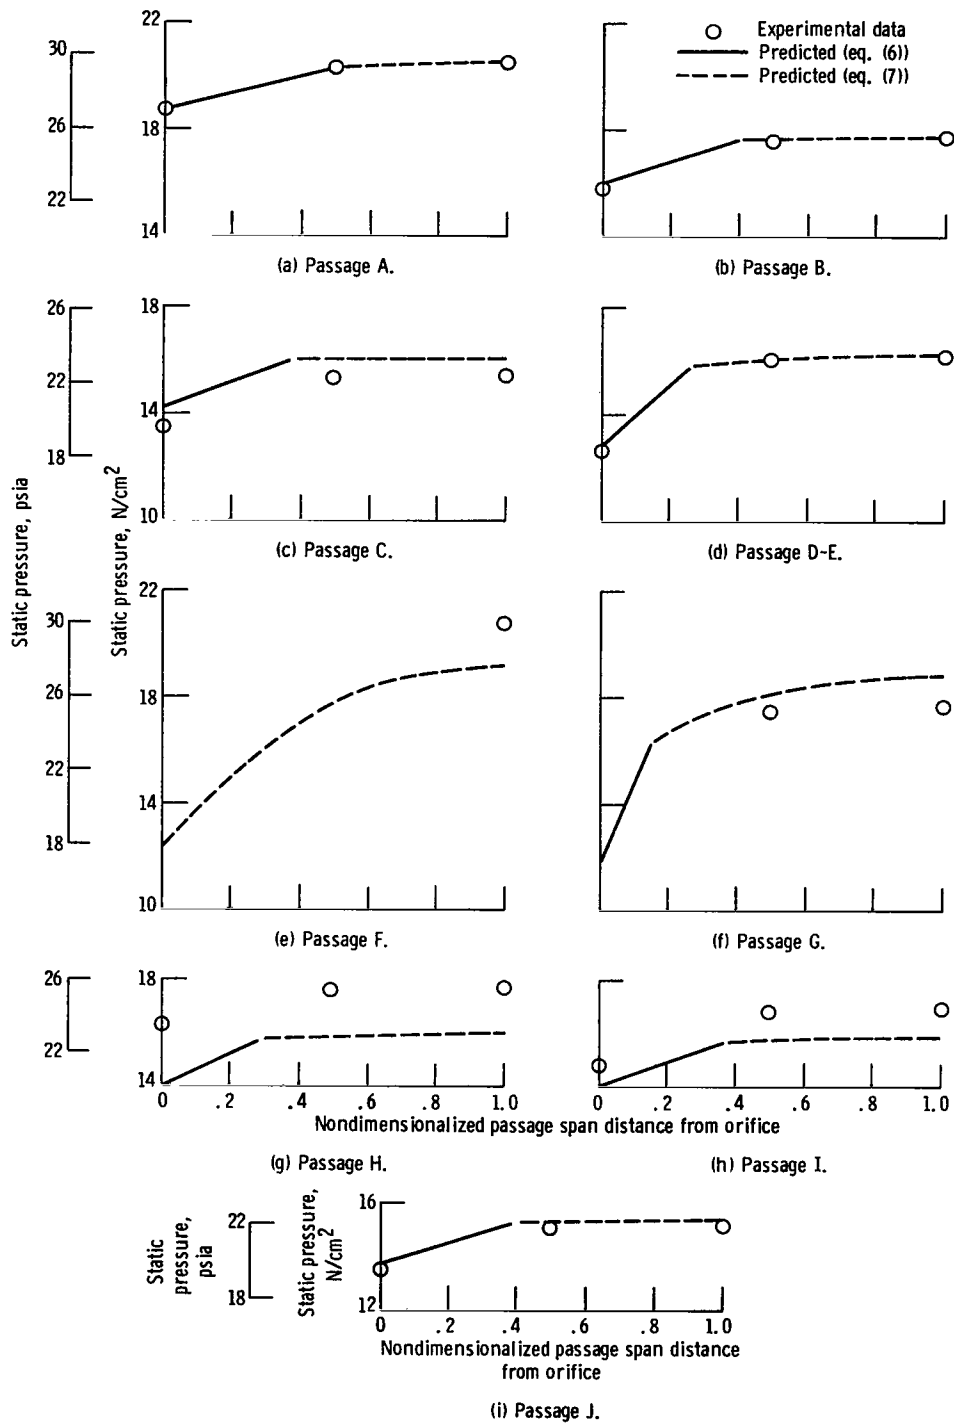 22
30
18
26
22
14
Experimental data
Predicted (eq. (6))
Predicted (eq. (7))
(a) Passage A.
(b) Passage B.
26
18
22
14
18
10
(c) Passage C.
(d) Passage D-E.
Static pressure, psia
Static pressure, N/cm2
22
30
26
18
22
14
18
10
(e) Passage F.
(f) Passage G.
26
18
22
14
0 .2 .4 .6 .8 1.0
0 .2 .4 .6 .8 1.0
Nondimensionalized passage span distance from orifice
(g) Passage H.
(h) Passage I.
Static
pressure,
psia
22
18
Static pressure,
N/cm2
16
12
0 .2 .4 .6 .8 1.0
Nondimensionalized passage span distance
from orifice
(i) Passage J.